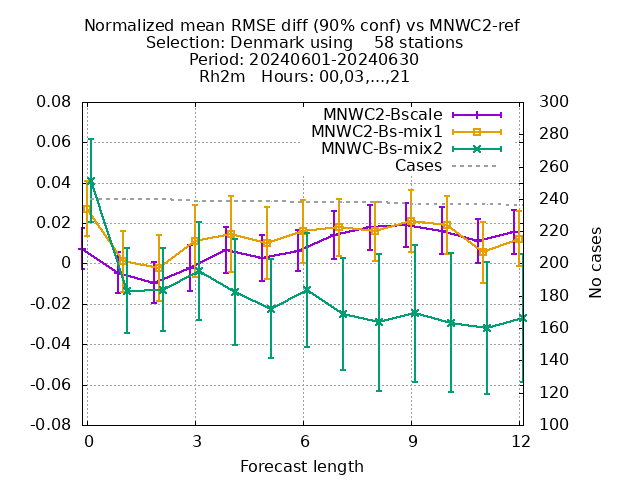 Normalized mean RMSE diff (90% conf) vs MNWC2-ref
Selection: Denmark using    58 stations
Period: 20240601-20240630
Rh2m   Hours: 00,03,...,21
MNWC2-Bscale
MNWC2-Bs-mix1
MNWC-Bs-mix2
Cases
0.08
0.06
0.04
0.02
0
-0.02
-0.04
-0.06
-0.08
300
280
260
240
220
200
180
160
140
120
100
No cases
0
3
6
9
12
Forecast length